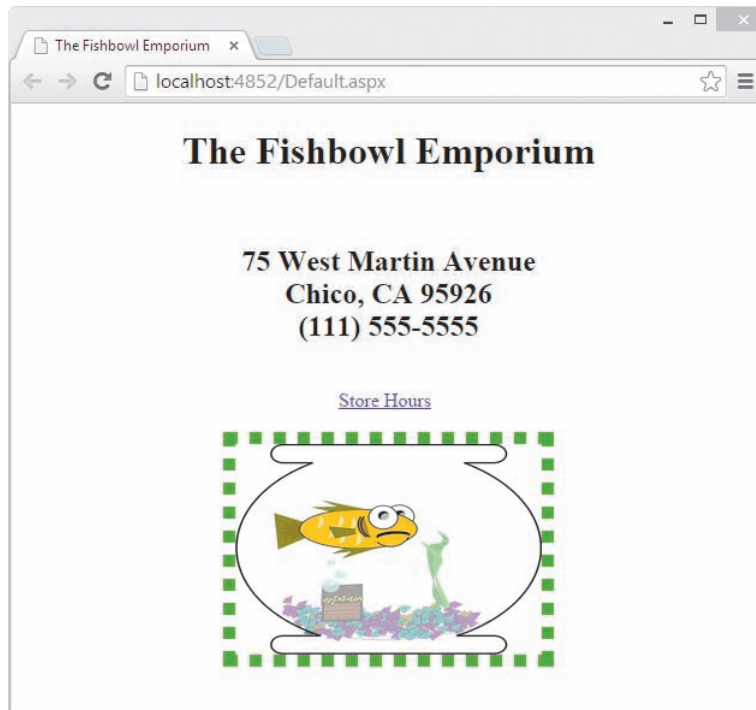 The Fishbowl Emporium
localhost:4852/Default.aspx
The Fishbowl Emporium
75 West Martin Avenue
Chico, CA 95926
(111) 555-5555
Store Hours